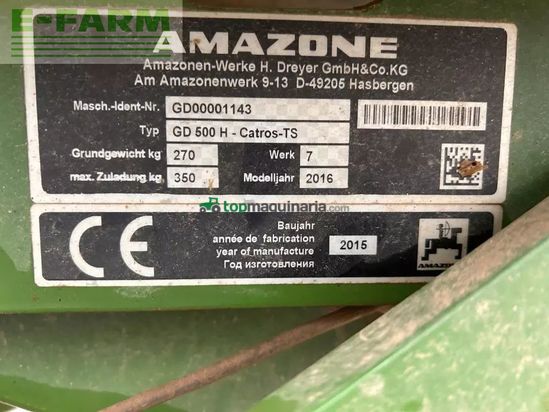 E-FARM
AMAZONE
Amazonen-Werke H. Dreyer GmbH&Co.KG
Am Amazonenwerk 9-13 D-49205 Hasbergen
Masch.-Ident-Nr. GD00001143
Typ GD 500 H - Catros-TS
Grundgewicht kg 270 Werk 7
max. Zuladung kg 350 Modelljahr 2016
topmaquinaria.com
CE
Baujahr
année de fabrication
year of manufacture
Год изготовления
2015
AMAZONE